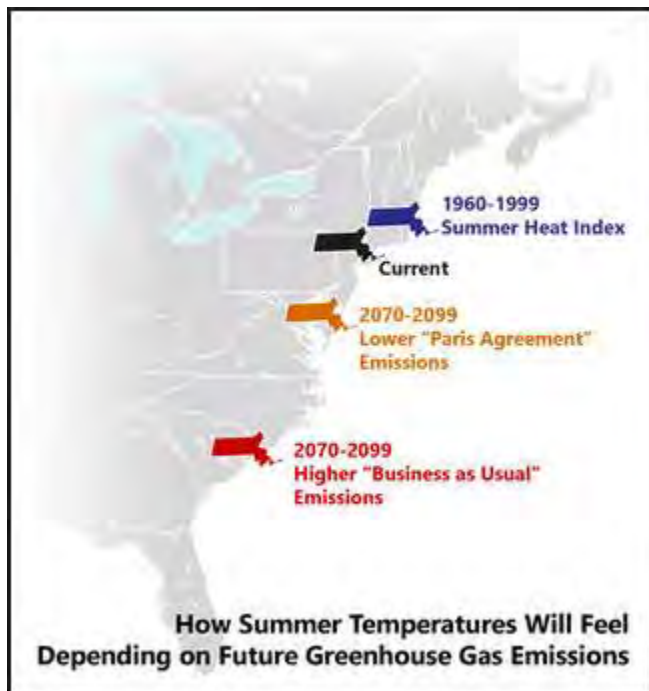 1960-1999
Summer Heat Index
Current
2070-2099
Lower "Paris Agreement"
Emissions
2070-2099
Higher "Business as Usual"
Emissions
How Summer Temperatures Will Feel
Depending on Future Greenhouse Gas Emissions